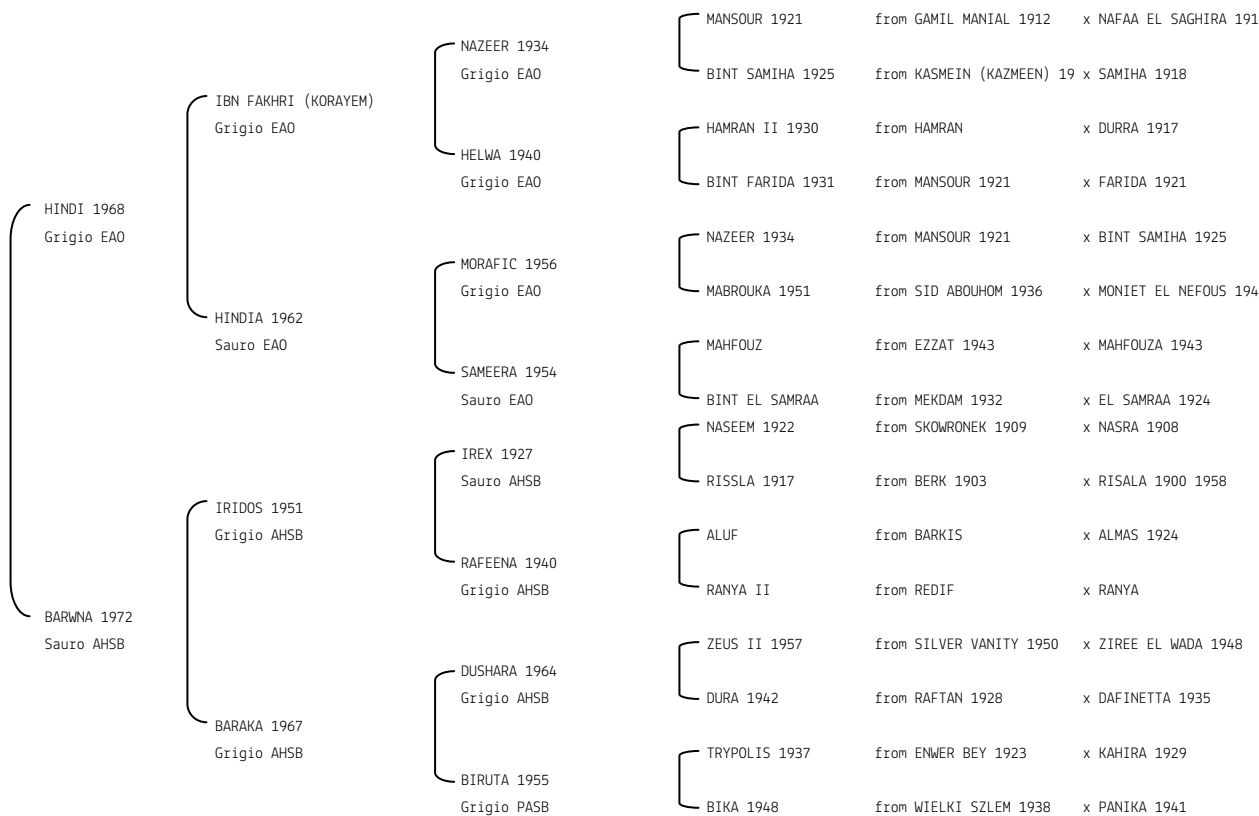 MANSOUR 1921 from GAMIL MANIAL 1912 x NAFAA EL SAGHIRA 191
NAZEER 1934
Grigio EAO BINT SAMIHA 1925 from KASMEIN (KAZMEEN) 19 x SAMIHA 1918
IBN FAKHRI (KORAYEM)
Grigio EAO HAMRAN II 1930 from HAMRAN x DURRA 1917
HELWA 1940
Grigio EAO BINT FARIDA 1931 from MANSOUR 1921 x FARIDA 1921
HINDI 1968
Grigio EAO NAZEER 1934 from MANSOUR 1921 x BINT SAMIHA 1925
MORAFIC 1956
Grigio EAO MABROUKA 1951 from SID ABOUHOM 1936 x MONIET EL NEFOUS 194
HINDIA 1962
Sauro EAO MAHFOUZ from EZZAT 1943 x MAHFOUZA 1943
SAMEERA 1954
Sauro EAO BINT EL SAMRAA from MEKDAM 1932 x EL SAMRAA 1924
NASEEM 1922 from SKOWRONEK 1909 x NASRA 1908
IREX 1927
Sauro AHSB RISSLA 1917 from BERK 1903 x RISALA 1900 1958
IRIDOS 1951
Grigio AHSB ALUF from BARKIS x ALMAS 1924
RAFEENA 1940
Grigio AHSB RANYA II from REDIF x RANYA
BARWNA 1972
Sauro AHSB ZEUS II 1957 from SILVER VANITY 1950 x ZIREE EL WADA 1948
DUSHARA 1964
Grigio AHSB DURA 1942 from RAFTAN 1928 x DAFINETTA 1935
BARAKA 1967
Grigio AHSB TRYPOLIS 1937 from ENWER BEY 1923 x KAHIRA 1929
BIRUTA 1955
Grigio PASB BIKA 1948 from WIELKI SZLEM 1938 x PANIKA 1941